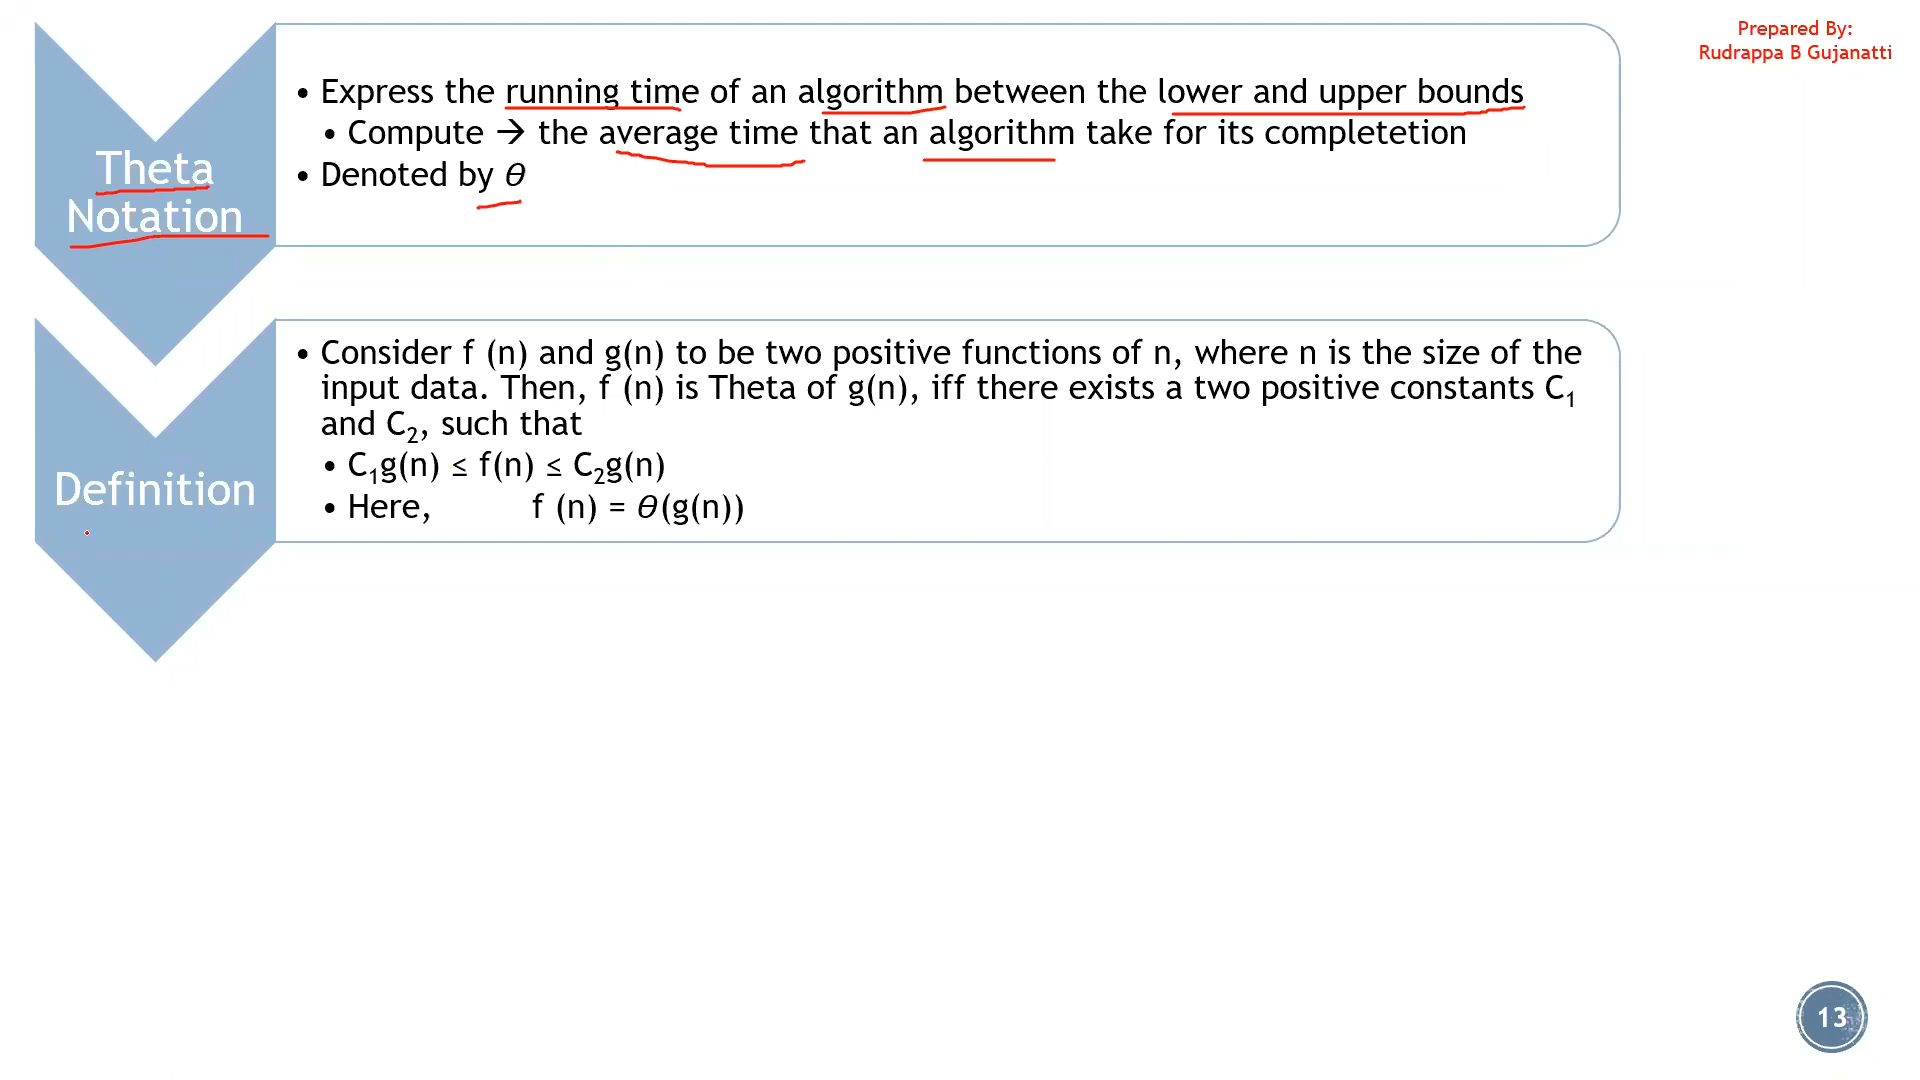 Prepared By:
Rudrappa B Gujanatti
Theta
Notation
• Express the running time of an algorithm between the lower and upper bounds
• Compute → the average time that an algorithm take for its completetion
• Denoted by θ
Definition
• Consider f (n) and g(n) to be two positive functions of n, where n is the size of the
input data. Then, f (n) is Theta of g(n), iff there exists a two positive constants C₁
and C₂, such that
• C₁g(n) ≤ f(n) ≤ C₂g(n)
• Here, f (n) = θ(g(n))
13